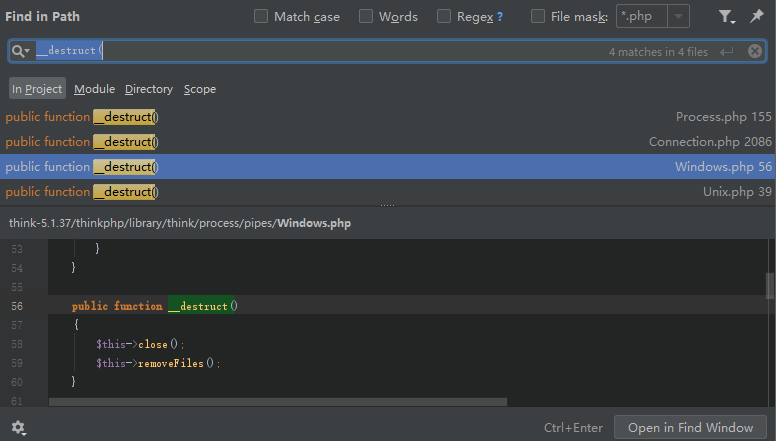 Find in Path Match case Words Regex ? File mask: *.php
__destruct( 4 matches in 4 files
In Project Module Directory Scope
public function __destruct() Process.php 155
public function __destruct() Connection.php 2086
public function __destruct() Windows.php 56
public function __destruct() Unix.php 39
think-5.1.37/thinkphp/library/think/process/pipes/Windows.php
53 }
54 }
55
56 public function __destruct()
57 {
58 $this->close();
59 $this->removeFiles();
60 }
61
Ctrl+Enter Open in Find Window